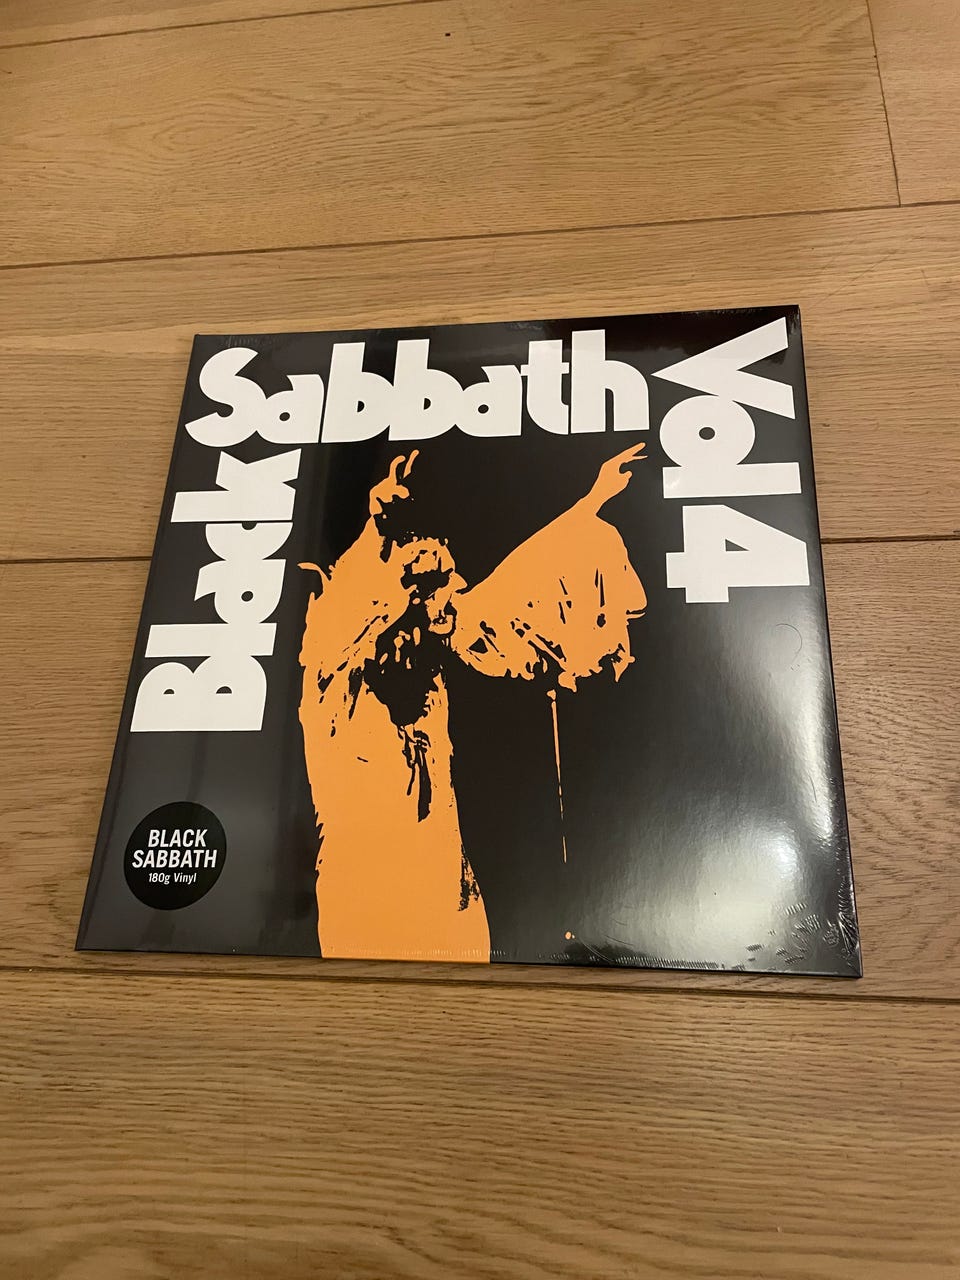 Black
Sabbath
Vol 4
BLACK
SABBATH
180g Vinyl